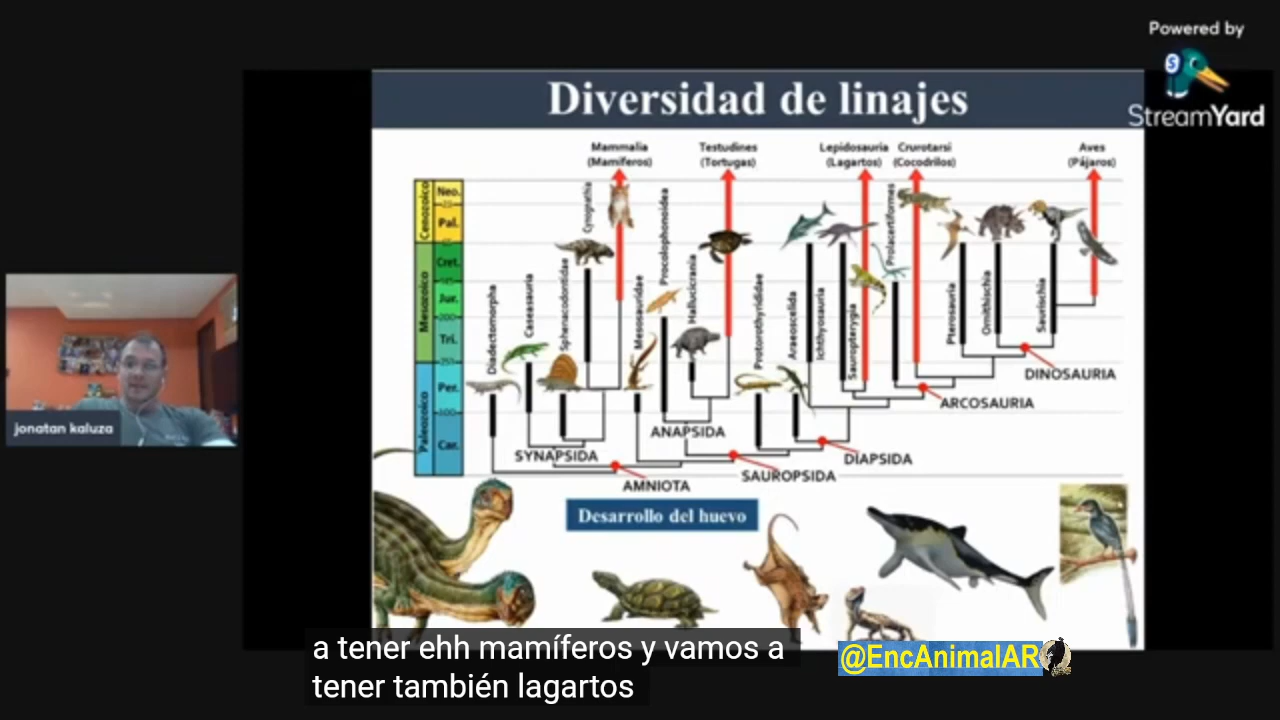 Powered by
StreamYard
Diversidad de linajes
Mammalia
(Mamíferos)
Testudines
(Tortugas)
Lepidosauria
(Lagartos)
Crurotarsi
(Cocodrilos)
Aves
(Pájaros)
Cenozoico
Neo.
Pal.
Mesozoico
Cret.
Jur.
Tri.
251
Paleozoico
Per.
Car.
Diadectomorpha
Caseasauria
Sphenacodontidae
Cynognathia
Mesosauridae
Procolophonoidea
Hallucicrania
Protorothyrididae
Araeoscelida
Ichthyosauria
Sauropterygia
Prolacertiformes
Pterosauria
Ornithischia
Saurischia
DINOSAURIA
ARCOSAURIA
ANAPSIDA
SYNAPSIDA
DIAPSIDA
SAUROPSIDA
AMNIOTA
Desarrollo del huevo
jonatan kaluza
a tener ehh mamíferos y vamos a
tener también lagartos
@EncAnimalAR